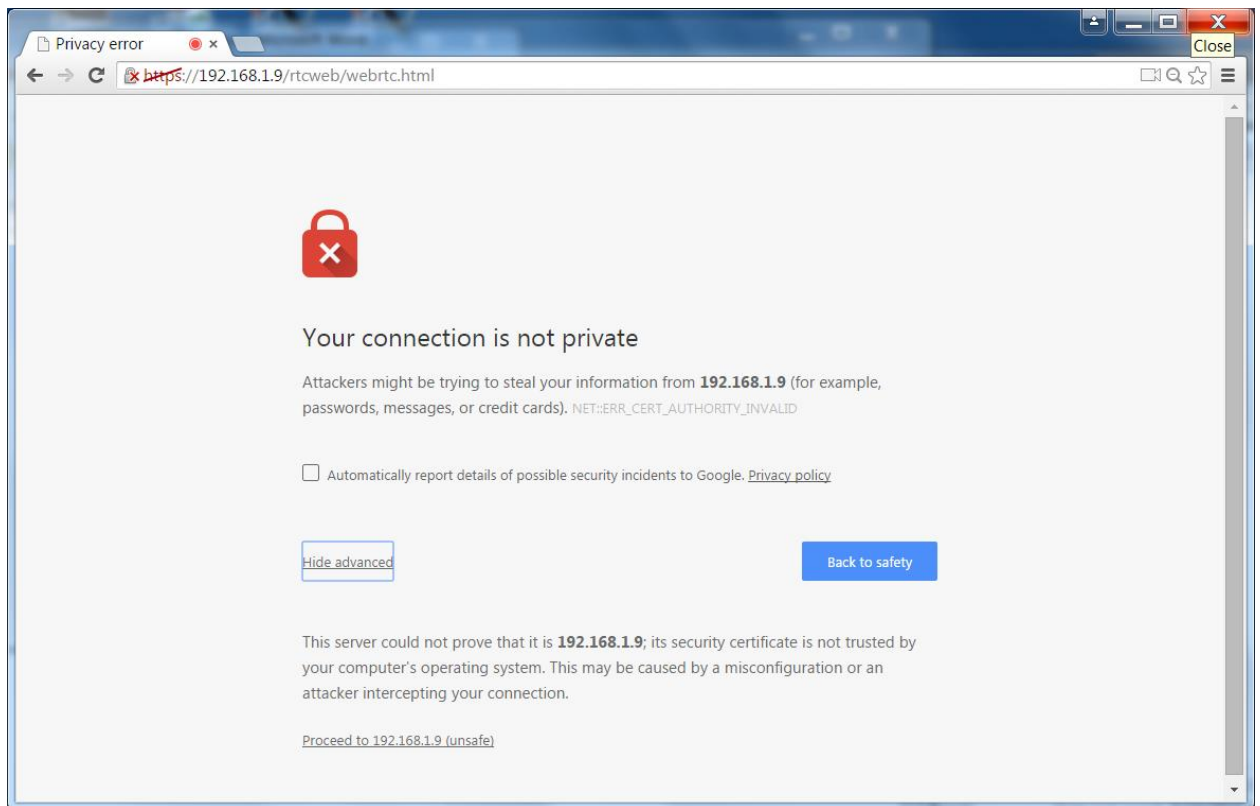 Privacy error
Close
https://192.168.1.9/rtcweb/webrtc.html
Your connection is not private
Attackers might be trying to steal your information from 192.168.1.9 (for example,
passwords, messages, or credit cards). NET::ERR_CERT_AUTHORITY_INVALID
Automatically report details of possible security incidents to Google. Privacy policy
Hide advanced
Back to safety
This server could not prove that it is 192.168.1.9; its security certificate is not trusted by
your computer's operating system. This may be caused by a misconfiguration or an
attacker intercepting your connection.
Proceed to 192.168.1.9 (unsafe)